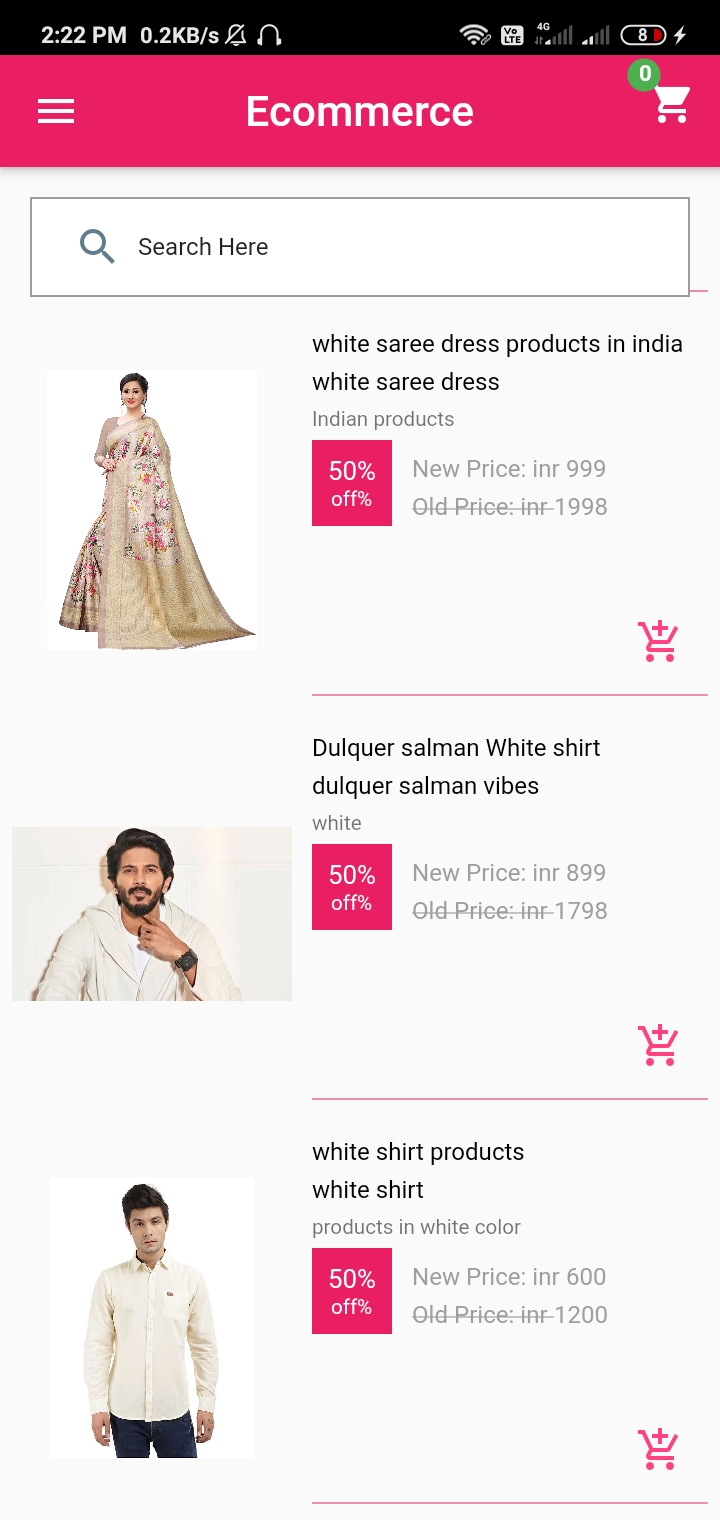 2:22 PM 0.2KB/s Vo LTE 4G 8
Ecommerce
0
Search Here
white saree dress products in india
white saree dress
Indian products
50%
off%
New Price: inr 999
Old Price: inr 1998
Dulquer salman White shirt
dulquer salman vibes
white
50%
off%
New Price: inr 899
Old Price: inr 1798
white shirt products
white shirt
products in white color
50%
off%
New Price: inr 600
Old Price: inr 1200